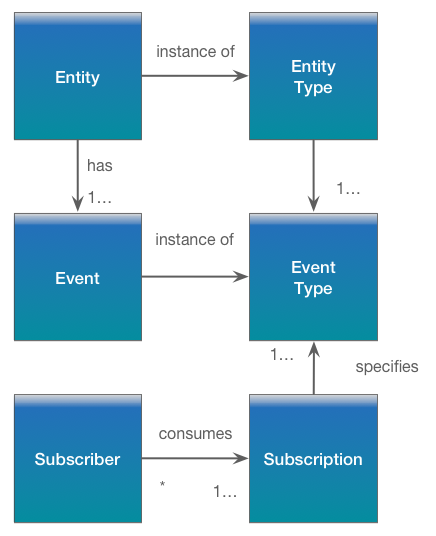 Entity
instance of
Entity
Type
has
1…
1…
Event
instance of
Event
Type
1…
specifies
Subscriber
consumes
*
1…
Subscription